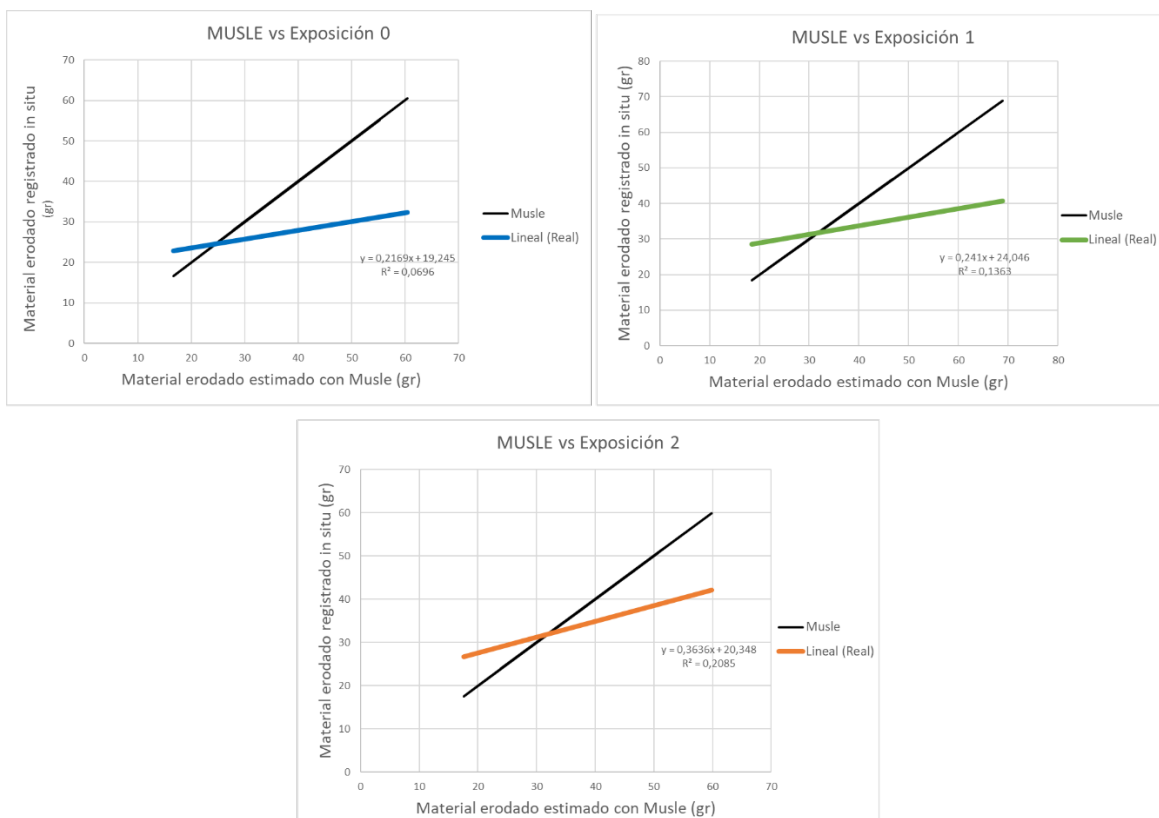 MUSLE vs Exposición 0
Material erodado registrado in situ
(gr)
70
60
50
40
30
20
10
0
0 10 20 30 40 50 60 70
Material erodado estimado con Musle (gr)
Musle
Lineal (Real)
y = 0,2169x + 19,245
R² = 0,0696
MUSLE vs Exposición 1
Material erodado registrado in situ (gr)
80
70
60
50
40
30
20
10
0
0 10 20 30 40 50 60 70 80
Material erodado estimado con Musle (gr)
Musle
Lineal (Real)
y = 0,241x + 24,046
R² = 0,1363
MUSLE vs Exposición 2
Material erodado registrado in situ (gr)
70
60
50
40
30
20
10
0
0 10 20 30 40 50 60 70
Material erodado estimado con Musle (gr)
Musle
Lineal (Real)
y = 0,3636x + 20,348
R² = 0,2085